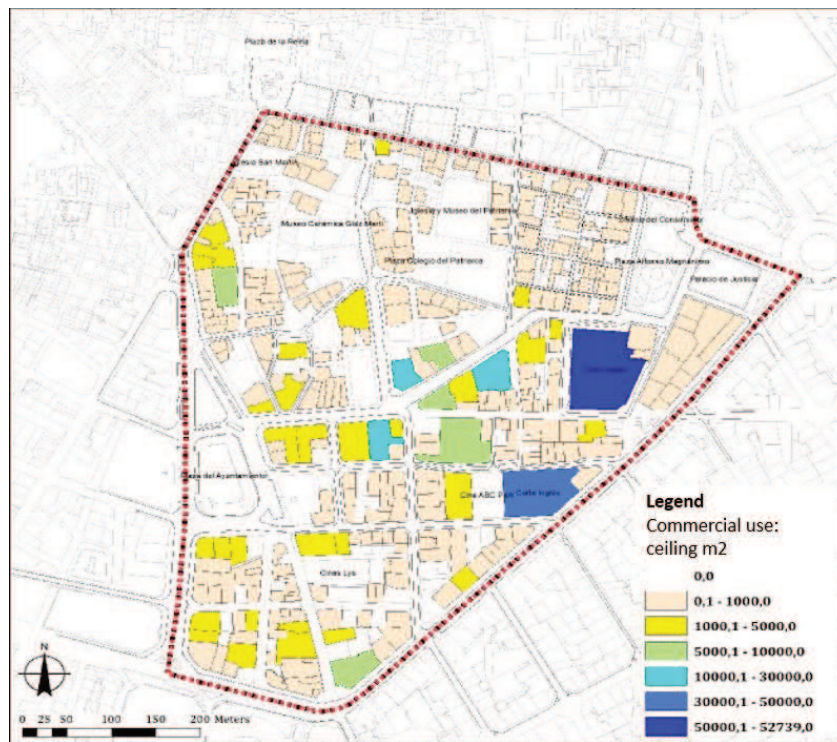 Plaza de la Reina
Iglesia San Martín
Iglesia y Museo del Patriarca
Museo Cerámica Glez Martí
Plaza Colegio del Patriarca
Plaza Alfonso Magnánimo
Palacio de Justicia
Plaza del Ayuntamiento
Cine ABC Park
Corte Inglés
Cines Lys
Legend
Commercial use:
ceiling m2
0,0
0,1 - 1000,0
1000,1 - 5000,0
5000,1 - 10000,0
10000,1 - 30000,0
30000,1 - 50000,0
50000,1 - 52739,0
N
0 25 50 100 150 200 Meters